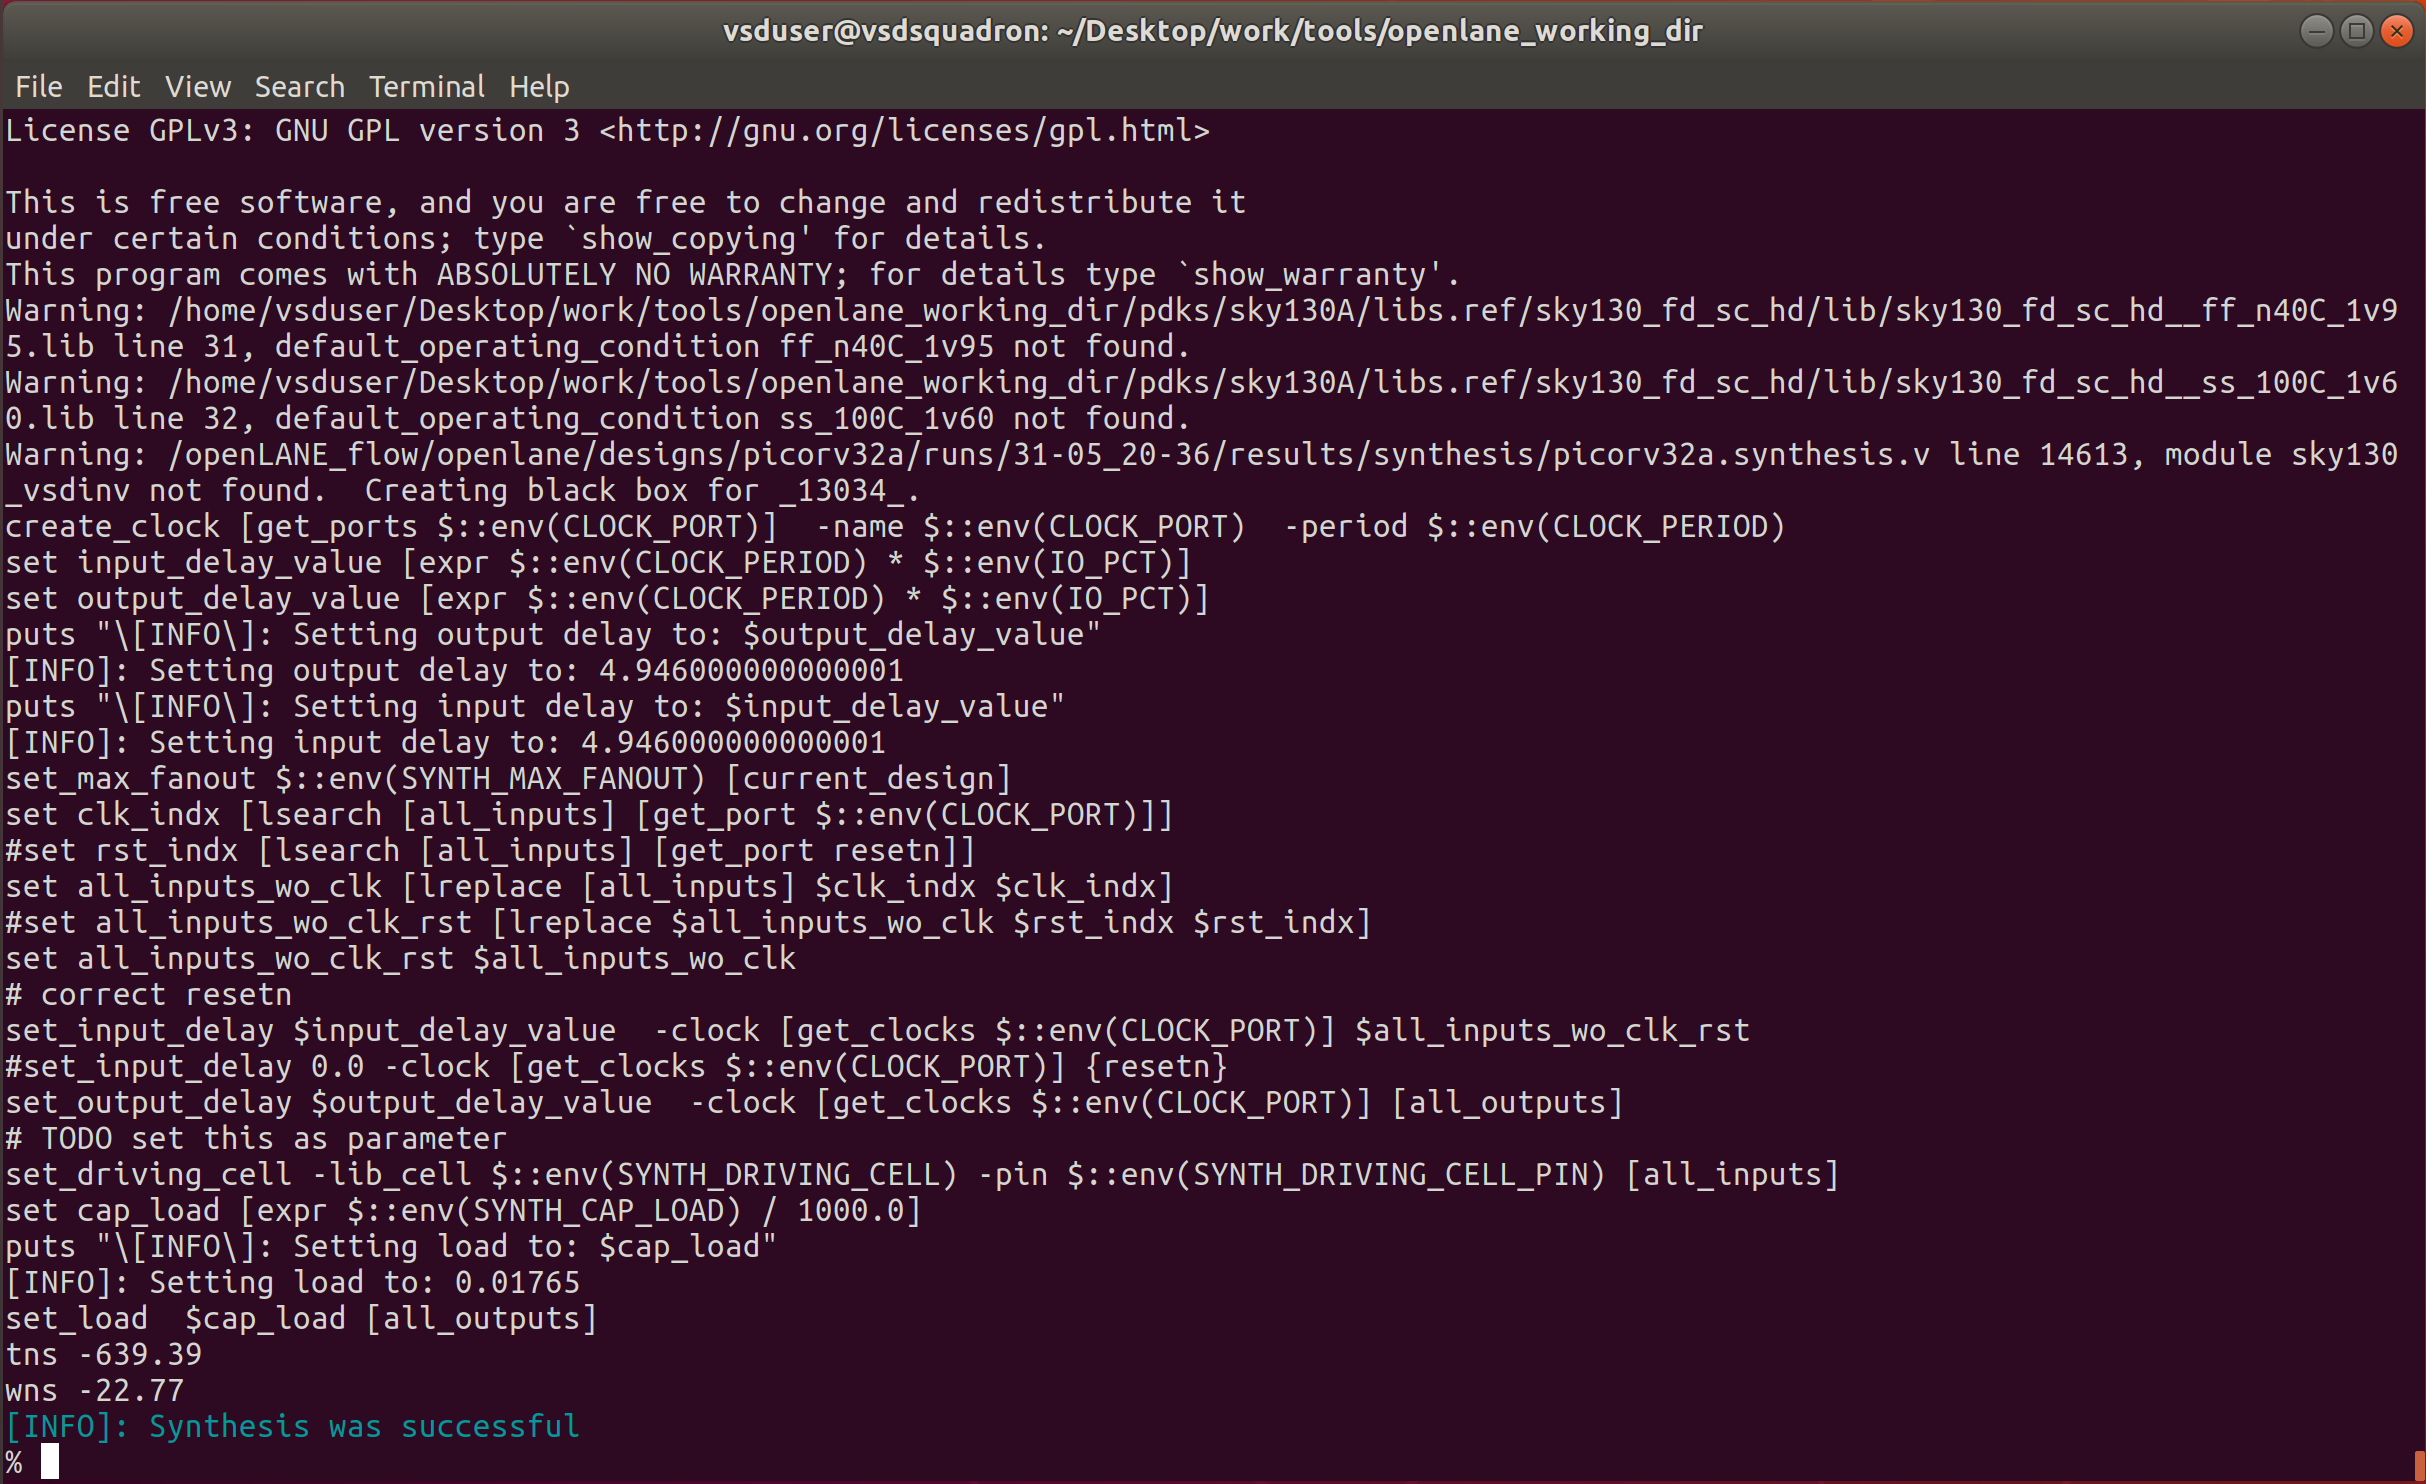 vsduser@vsdsquadron: ~/Desktop/work/tools/openlane_working_dir
File Edit View Search Terminal Help
License GPLv3: GNU GPL version 3 <http://gnu.org/licenses/gpl.html>
This is free software, and you are free to change and redistribute it
under certain conditions; type `show_copying' for details.
This program comes with ABSOLUTELY NO WARRANTY; for details type `show_warranty'.
Warning: /home/vsduser/Desktop/work/tools/openlane_working_dir/pdks/sky130A/libs.ref/sky130_fd_sc_hd/lib/sky130_fd_sc_hd__ff_n40C_1v9
5.lib line 31, default_operating_condition ff_n40C_1v95 not found.
Warning: /home/vsduser/Desktop/work/tools/openlane_working_dir/pdks/sky130A/libs.ref/sky130_fd_sc_hd/lib/sky130_fd_sc_hd__ss_100C_1v6
0.lib line 32, default_operating_condition ss_100C_1v60 not found.
Warning: /openLANE_flow/openlane/designs/picorv32a/runs/31-05_20-36/results/synthesis/picorv32a.synthesis.v line 14613, module sky130
_vsdinv not found.  Creating black box for _13034_.
create_clock [get_ports $::env(CLOCK_PORT)]  -name $::env(CLOCK_PORT)  -period $::env(CLOCK_PERIOD)
set input_delay_value [expr $::env(CLOCK_PERIOD) * $::env(IO_PCT)]
set output_delay_value [expr $::env(CLOCK_PERIOD) * $::env(IO_PCT)]
puts "\[INFO\]: Setting output delay to: $output_delay_value"
[INFO]: Setting output delay to: 4.946000000000001
puts "\[INFO\]: Setting input delay to: $input_delay_value"
[INFO]: Setting input delay to: 4.946000000000001
set_max_fanout $::env(SYNTH_MAX_FANOUT) [current_design]
set clk_indx [lsearch [all_inputs] [get_port $::env(CLOCK_PORT)]]
#set rst_indx [lsearch [all_inputs] [get_port resetn]]
set all_inputs_wo_clk [lreplace [all_inputs] $clk_indx $clk_indx]
#set all_inputs_wo_clk_rst [lreplace $all_inputs_wo_clk $rst_indx $rst_indx]
set all_inputs_wo_clk_rst $all_inputs_wo_clk
# correct resetn
set_input_delay $input_delay_value  -clock [get_clocks $::env(CLOCK_PORT)] $all_inputs_wo_clk_rst
#set_input_delay 0.0 -clock [get_clocks $::env(CLOCK_PORT)] {resetn}
set_output_delay $output_delay_value  -clock [get_clocks $::env(CLOCK_PORT)] [all_outputs]
# TODO set this as parameter
set_driving_cell -lib_cell $::env(SYNTH_DRIVING_CELL) -pin $::env(SYNTH_DRIVING_CELL_PIN) [all_inputs]
set cap_load [expr $::env(SYNTH_CAP_LOAD) / 1000.0]
puts "\[INFO\]: Setting load to: $cap_load"
[INFO]: Setting load to: 0.01765
set_load  $cap_load [all_outputs]
tns -639.39
wns -22.77
[INFO]: Synthesis was successful
%